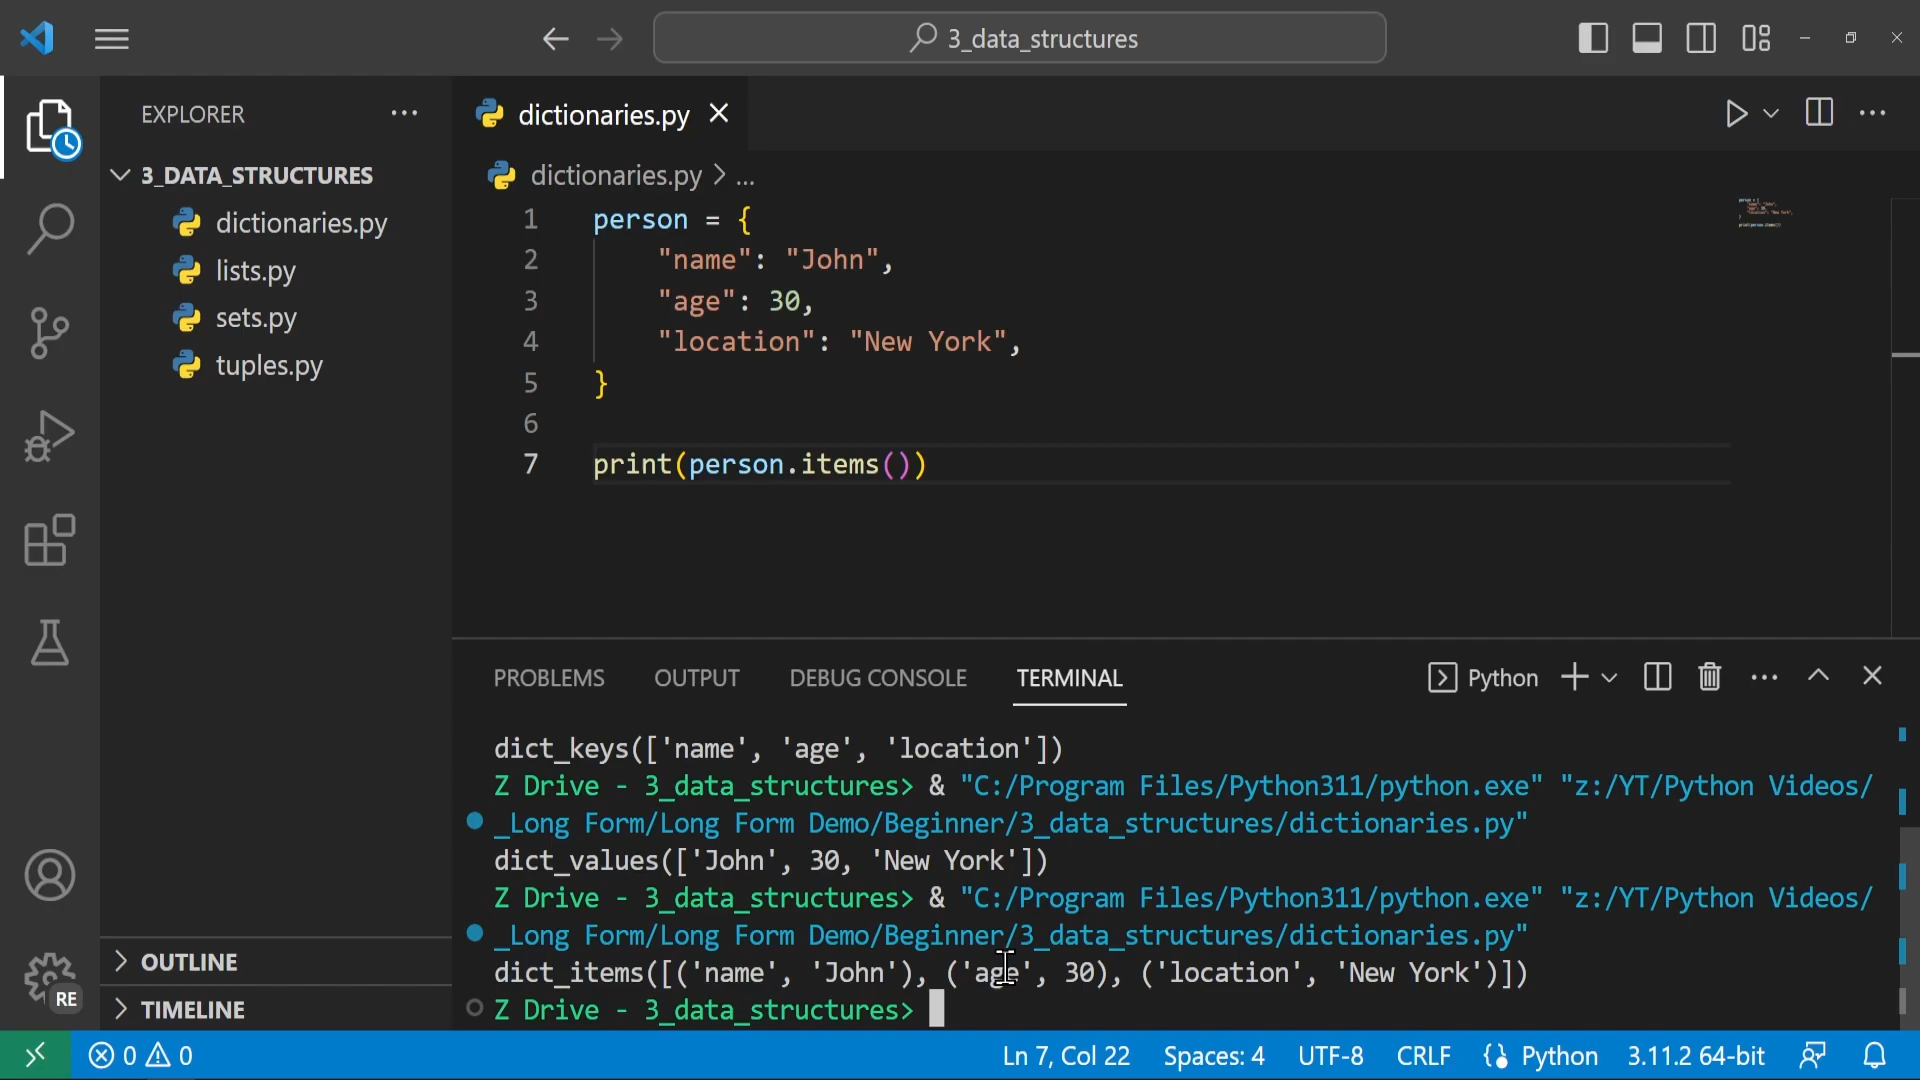 3_data_structures
EXPLORER
3_DATA_STRUCTURES
dictionaries.py
lists.py
sets.py
tuples.py
OUTLINE
TIMELINE
RE
dictionaries.py
dictionaries.py > ...
1 person = {
2 "name": "John",
3 "age": 30,
4 "location": "New York",
5 }
6
7 print(person.items())
PROBLEMS OUTPUT DEBUG CONSOLE TERMINAL Python
dict_keys(['name', 'age', 'location'])
Z Drive - 3_data_structures> & "C:/Program Files/Python311/python.exe" "z:/YT/Python Videos/
_Long Form/Long Form Demo/Beginner/3_data_structures/dictionaries.py"
dict_values(['John', 30, 'New York'])
Z Drive - 3_data_structures> & "C:/Program Files/Python311/python.exe" "z:/YT/Python Videos/
_Long Form/Long Form Demo/Beginner/3_data_structures/dictionaries.py"
dict_items([('name', 'John'), ('age', 30), ('location', 'New York')])
Z Drive - 3_data_structures>
0 0 Ln 7, Col 22 Spaces: 4 UTF-8 CRLF Python 3.11.2 64-bit